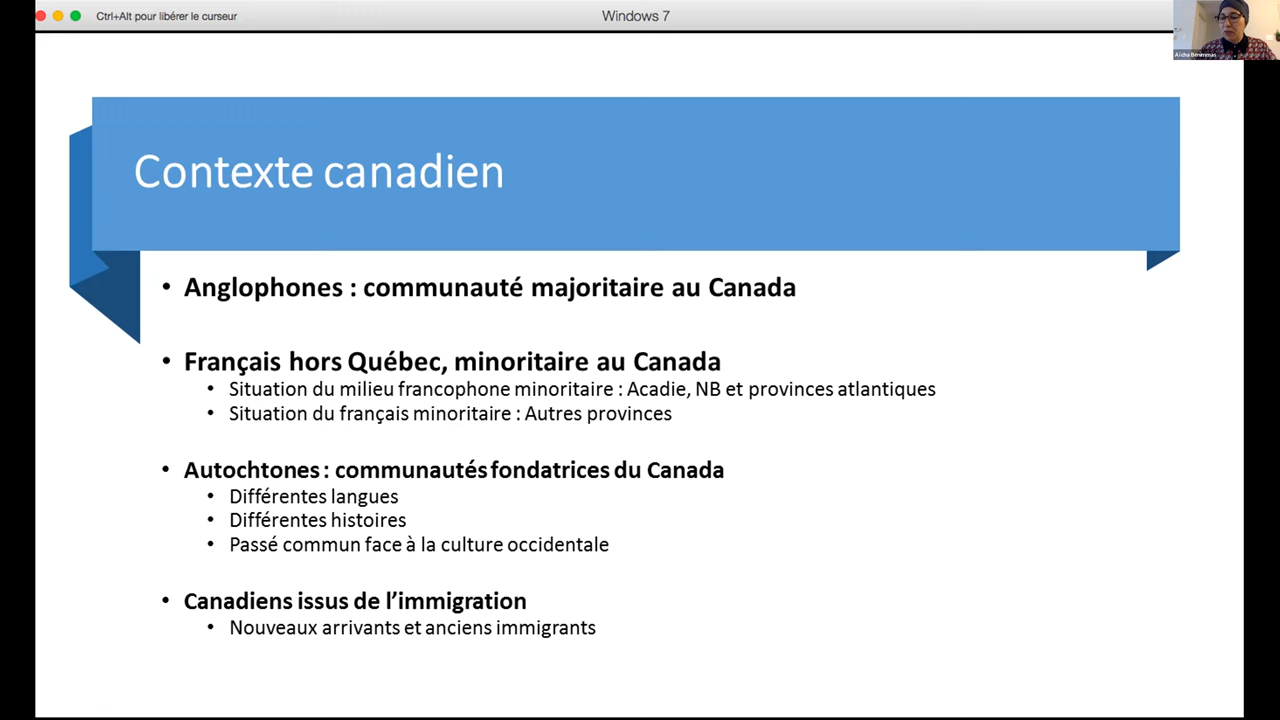 Ctrl+Alt pour libérer le curseur
Windows 7
Aïcha Benimmas
Contexte canadien
• Anglophones : communauté majoritaire au Canada
• Français hors Québec, minoritaire au Canada
• Situation du milieu francophone minoritaire : Acadie, NB et provinces atlantiques
• Situation du français minoritaire : Autres provinces
• Autochtones : communautés fondatrices du Canada
• Différentes langues
• Différentes histoires
• Passé commun face à la culture occidentale
• Canadiens issus de l’immigration
• Nouveaux arrivants et anciens immigrants